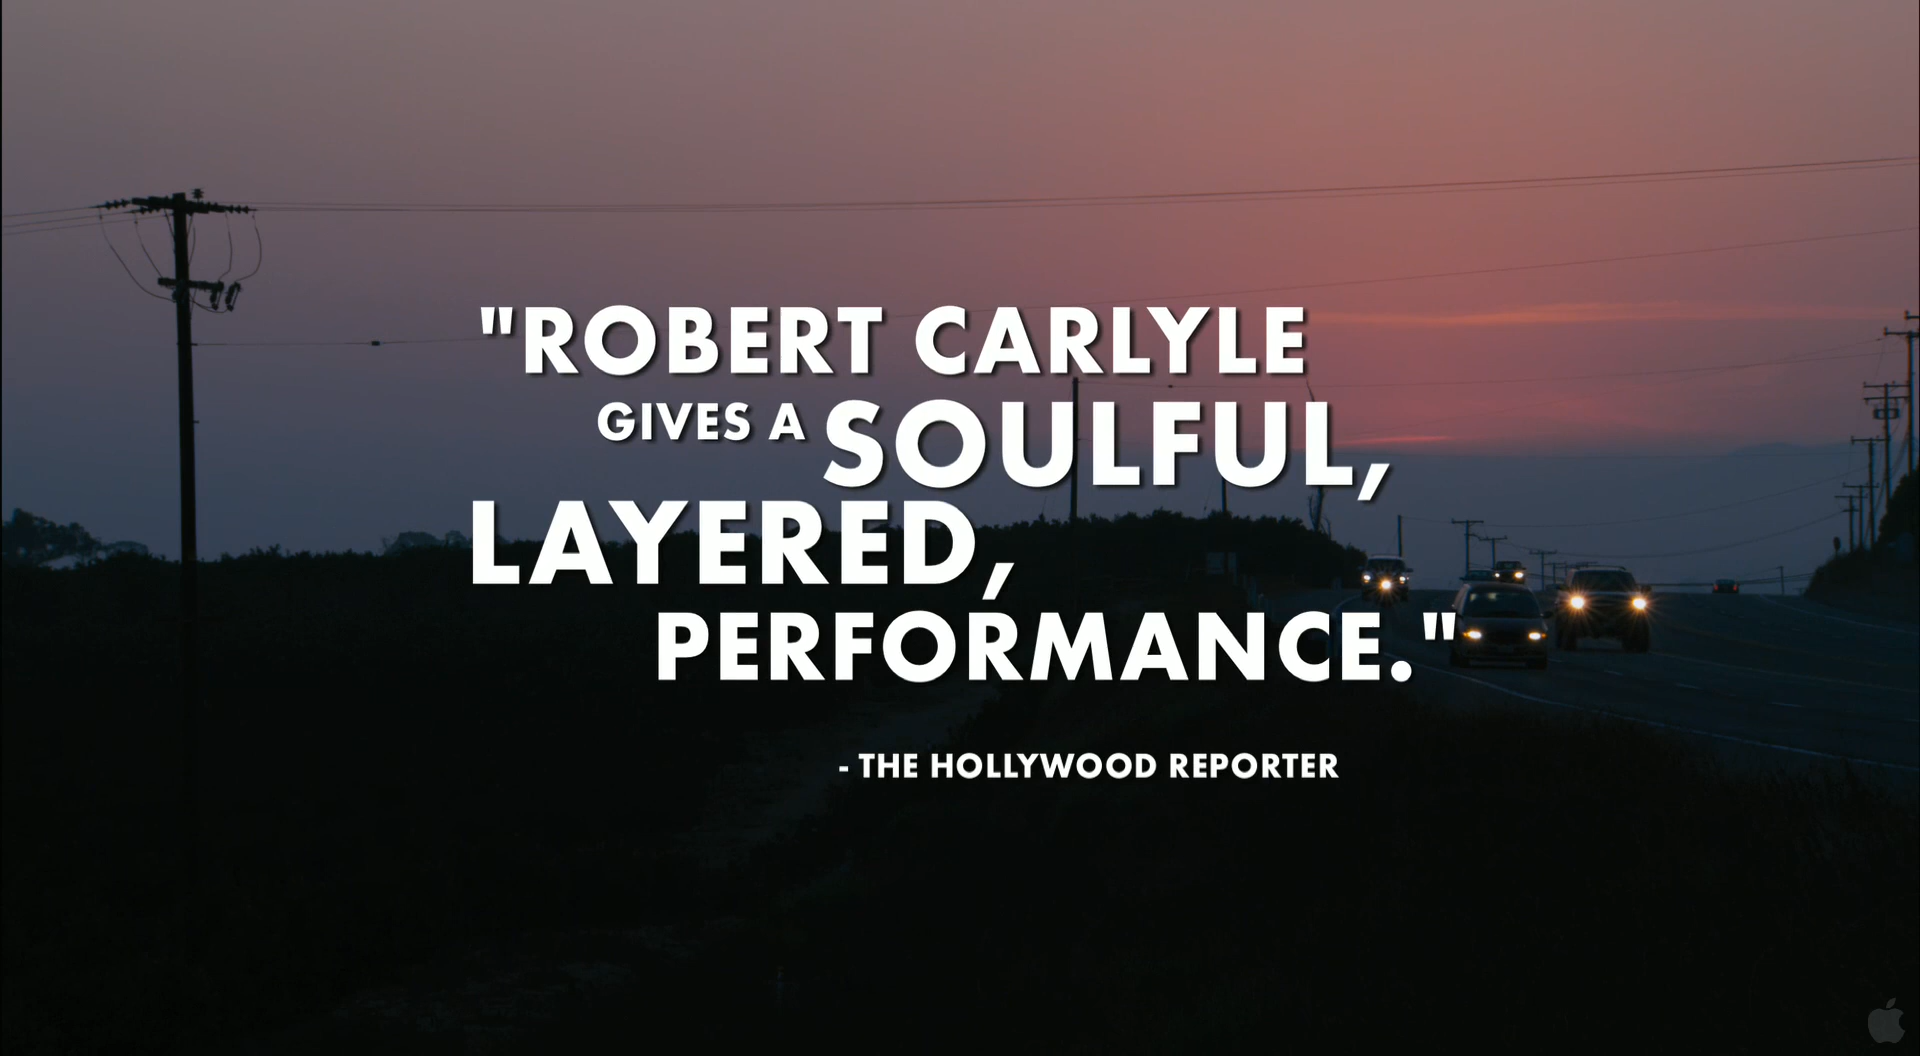 "ROBERT CARLYLE
GIVES A SOULFUL,
LAYERED,
PERFORMANCE."
- THE HOLLYWOOD REPORTER